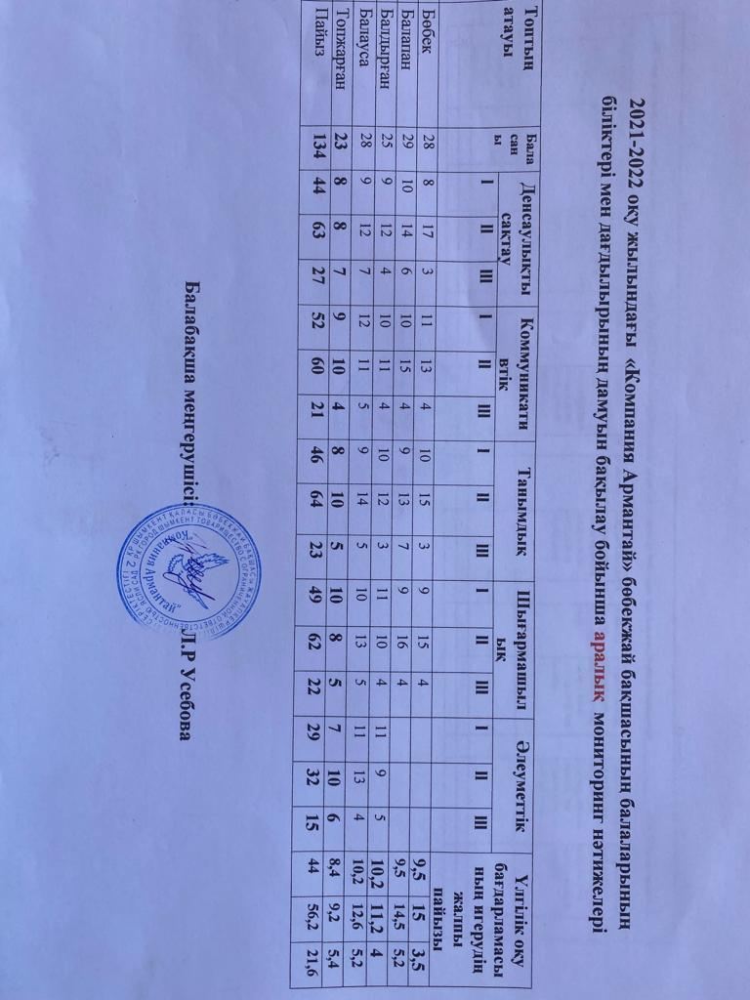 2021-2022 оқу жылындағы «Компания Армантай» бөбекжай бақшасының балаларының
біліктері мен дағдылырының дамуын бақылау бойынша аралық мониторинг нәтижелері
Топтың атауы Бала сан ы Денсаулықты сақтау Коммуникати втік Танымдық Шығармашыл ық Әлеуметтік Үлгілік оқу бағдарламасы ның игерудің жалпы пайызы
I II III I II III I II III I II III I II III
Бөбек 28 8 17 3 11 13 4 10 15 3 9 15 4 9,5 15 3,5
Балапан 29 10 14 6 10 15 4 9 13 7 9 16 4 9,5 14,5 5,2
Балдырған 25 9 12 4 10 11 4 10 12 3 11 10 4 11 9 5 10,2 11,2 4
Балауса 28 9 12 7 12 11 5 9 14 5 10 13 5 11 13 4 10,2 12,6 5,2
Топжарған 23 8 8 7 9 10 4 8 10 5 10 8 5 7 10 6 8,4 9,2 5,4
Пайыз 134 44 63 27 52 60 21 46 64 23 49 62 22 29 32 15 44 56,2 21,6
Балабақша меңгерушісі: Л.Р Усебова
Армантай"